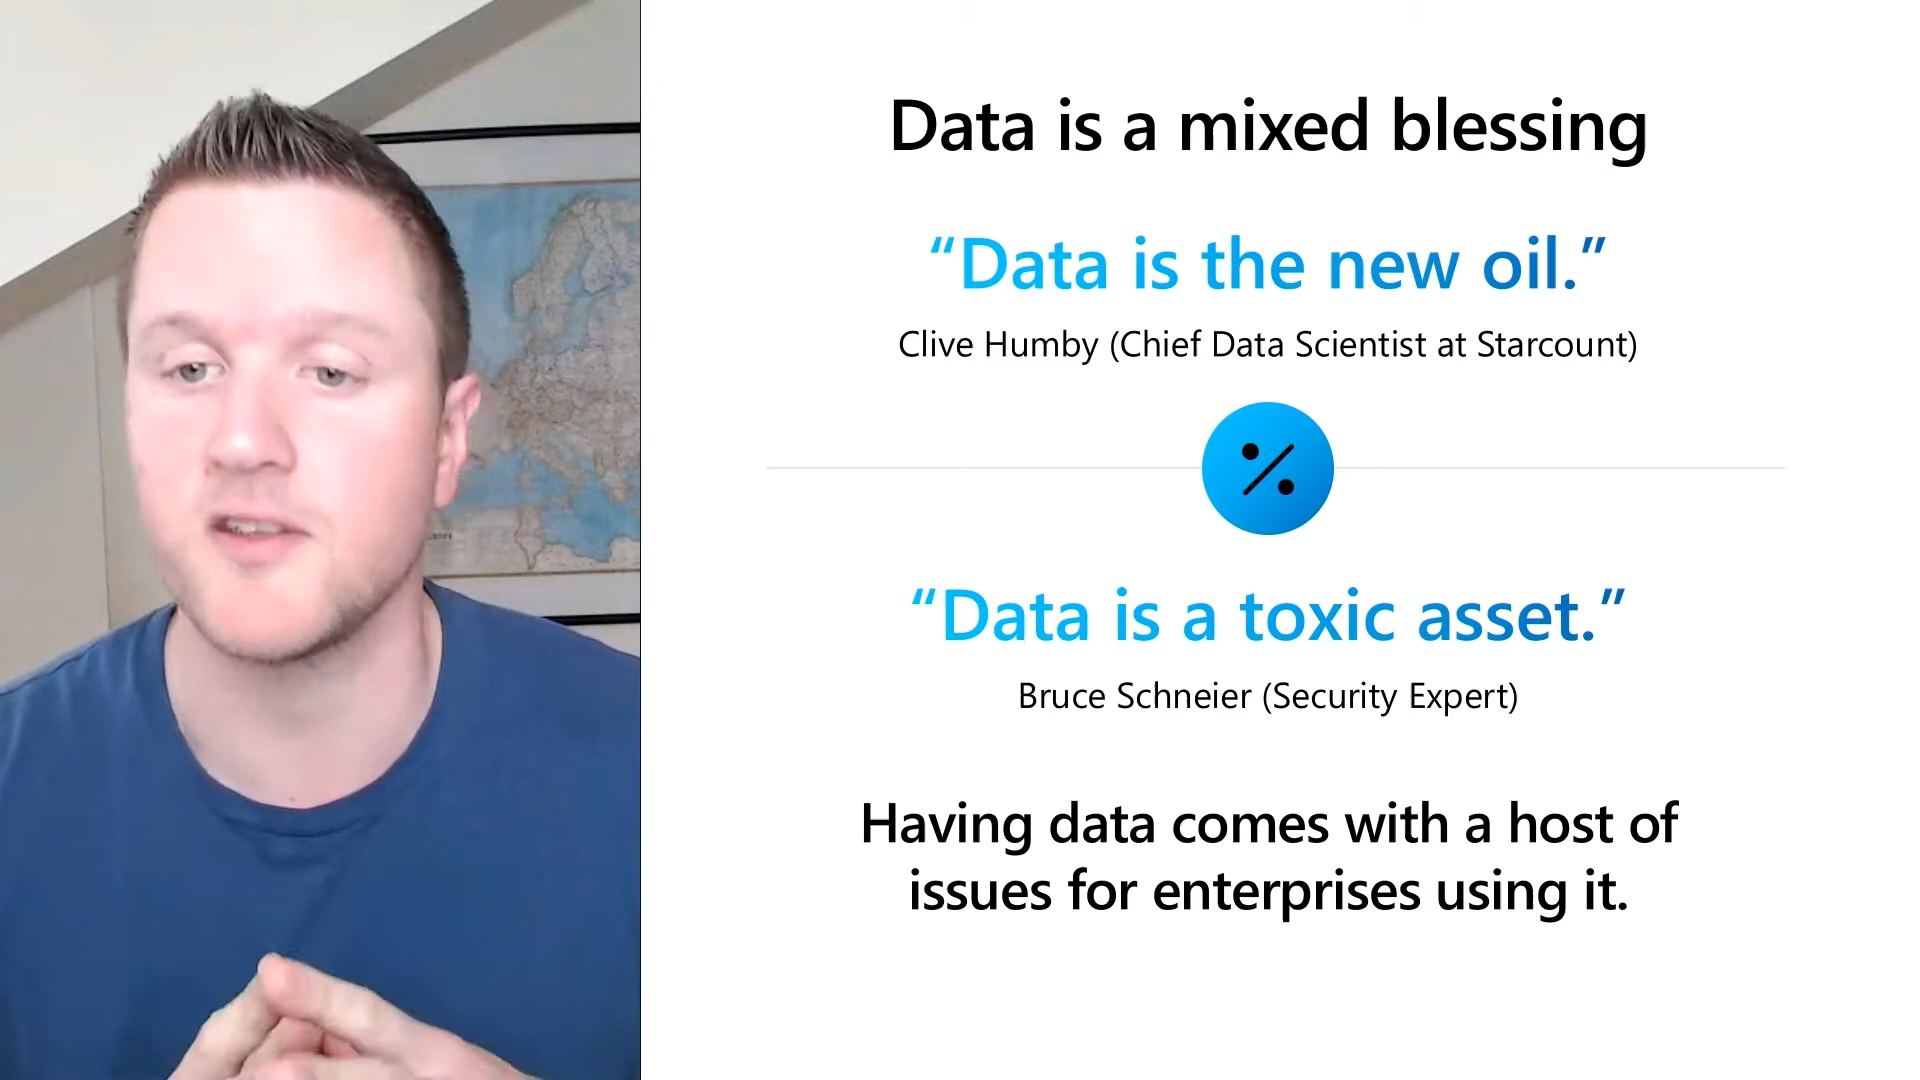 Data is a mixed blessing
“Data is the new oil.”
Clive Humby (Chief Data Scientist at Starcount)
“Data is a toxic asset.”
Bruce Schneier (Security Expert)
Having data comes with a host of
issues for enterprises using it.